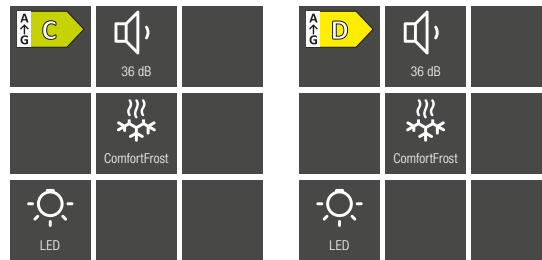 A
G
C
36 dB
ComfortFrost
LED
A
G
D
36 dB
ComfortFrost
LED